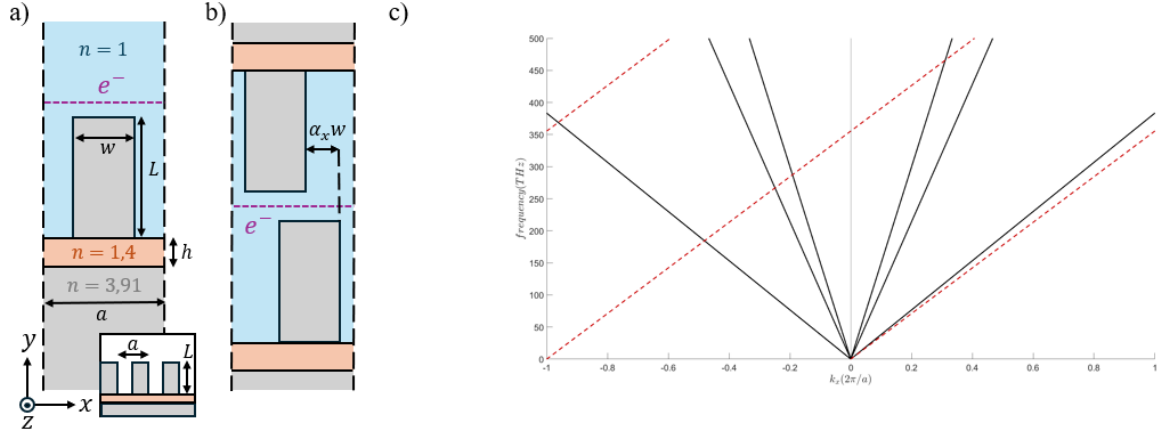 a)
n = 1
e⁻
w
L
n = 1,4
h
n = 3,91
a
y
x
z
a
L
b)
αₓw
e⁻
c)
500
450
400
350
300
250
200
150
100
50
0
frequency(THz)
-1 -0.8 -0.6 -0.4 -0.2 0 0.2 0.4 0.6 0.8 1
kₓ(2π/a)